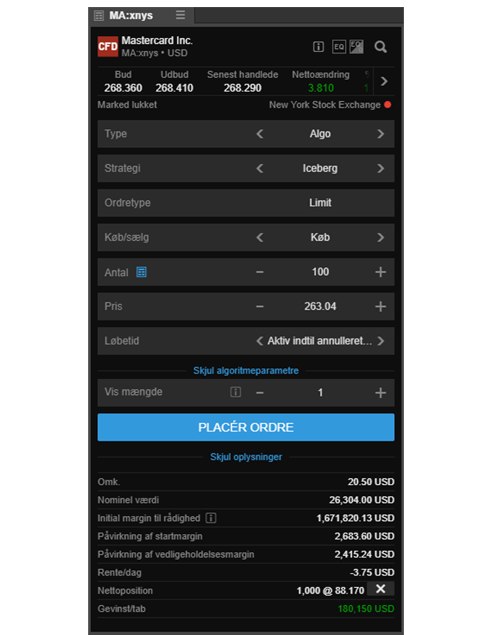 MA:xnys
CFD Mastercard Inc.
MA:xnys • USD
EQ
Bud Udbud Senest handlede Nettoændring
268.360 268.410 268.290 3.810
Marked lukket New York Stock Exchange
Type Algo
Strategi Iceberg
Ordretype Limit
Køb/sælg Køb
Antal 100
Pris 263.04
Løbetid Aktiv indtil annulleret...
Skjul algoritmeparametre
Vis mængde 1
PLACÉR ORDRE
Skjul oplysninger
Omk. 20.50 USD
Nominel værdi 26,304.00 USD
Initial margin til rådighed 1,671,820.13 USD
Påvirkning af startmargin 2,683.60 USD
Påvirkning af vedligeholdelsesmargin 2,415.24 USD
Rente/dag -3.75 USD
Nettoposition 1,000 @ 88.170
Gevinst/tab 180,150 USD